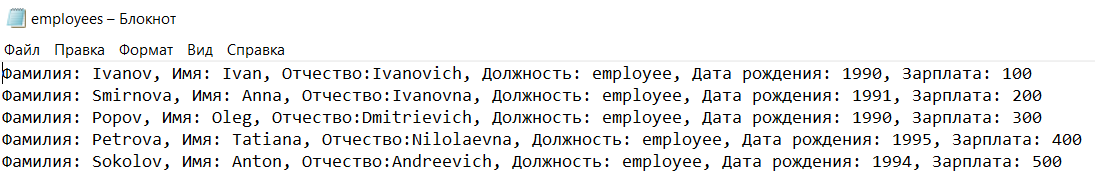 employees – Блокнот
Файл Правка Формат Вид Справка
Фамилия: Ivanov, Имя: Ivan, Отчество:Ivanovich, Должность: employee, Дата рождения: 1990, Зарплата: 100
Фамилия: Smirnova, Имя: Anna, Отчество:Ivanovna, Должность: employee, Дата рождения: 1991, Зарплата: 200
Фамилия: Popov, Имя: Oleg, Отчество:Dmitrievich, Должность: employee, Дата рождения: 1990, Зарплата: 300
Фамилия: Petrova, Имя: Tatiana, Отчество:Nilolaevna, Должность: employee, Дата рождения: 1995, Зарплата: 400
Фамилия: Sokolov, Имя: Anton, Отчество:Andreevich, Должность: employee, Дата рождения: 1994, Зарплата: 500